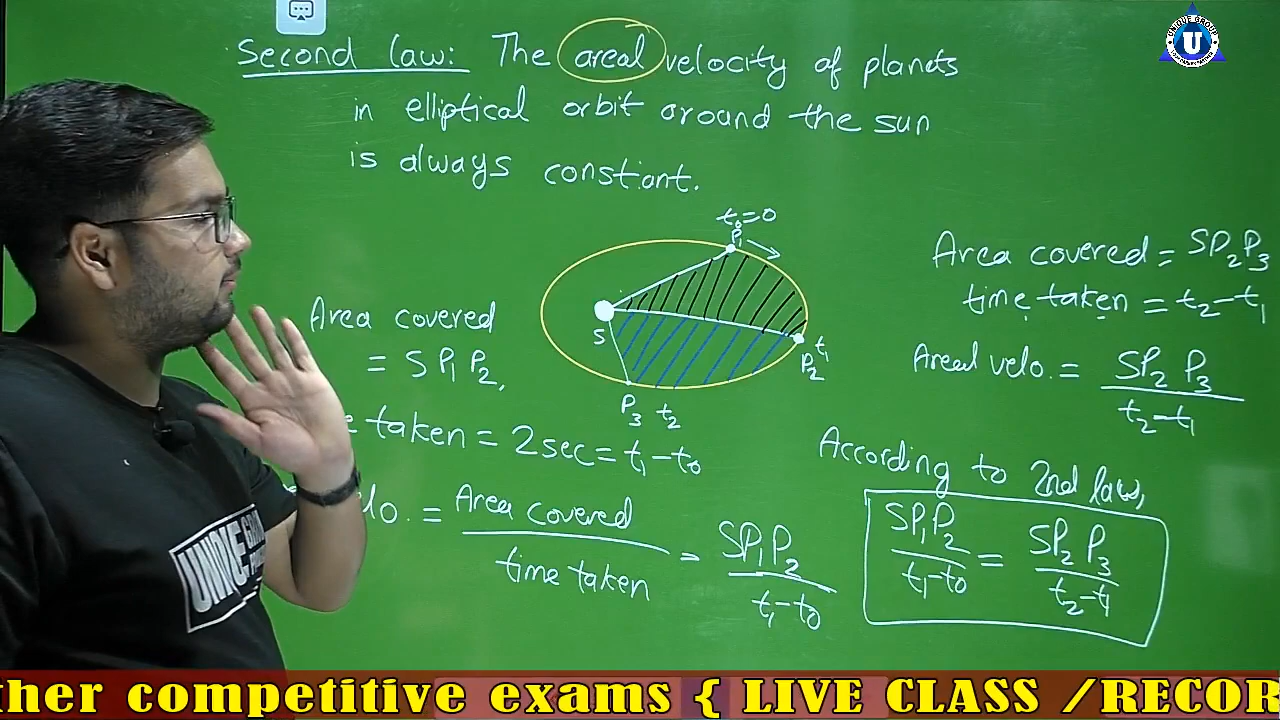 Second law: The areal velocity of planets
in elliptical orbit around the sun
is always constant.
t₀=0
P₁
S
P₂ t₁
P₃ t₂
Area covered
= SP₁P₂,
e taken = 2sec = t₁-t₀
lo. = Area covered / time taken = SP₁P₂ / t₁-t₀
Area covered = SP₂P₃
time taken = t₂-t₁
Areal velo. = SP₂P₃ / t₂-t₁
According to 2nd law,
SP₁P₂ / t₁-t₀ = SP₂P₃ / t₂-t₁
UNIQUE GROUP
U
UNIQUE
ther competitive exams { LIVE CLASS /RECOR